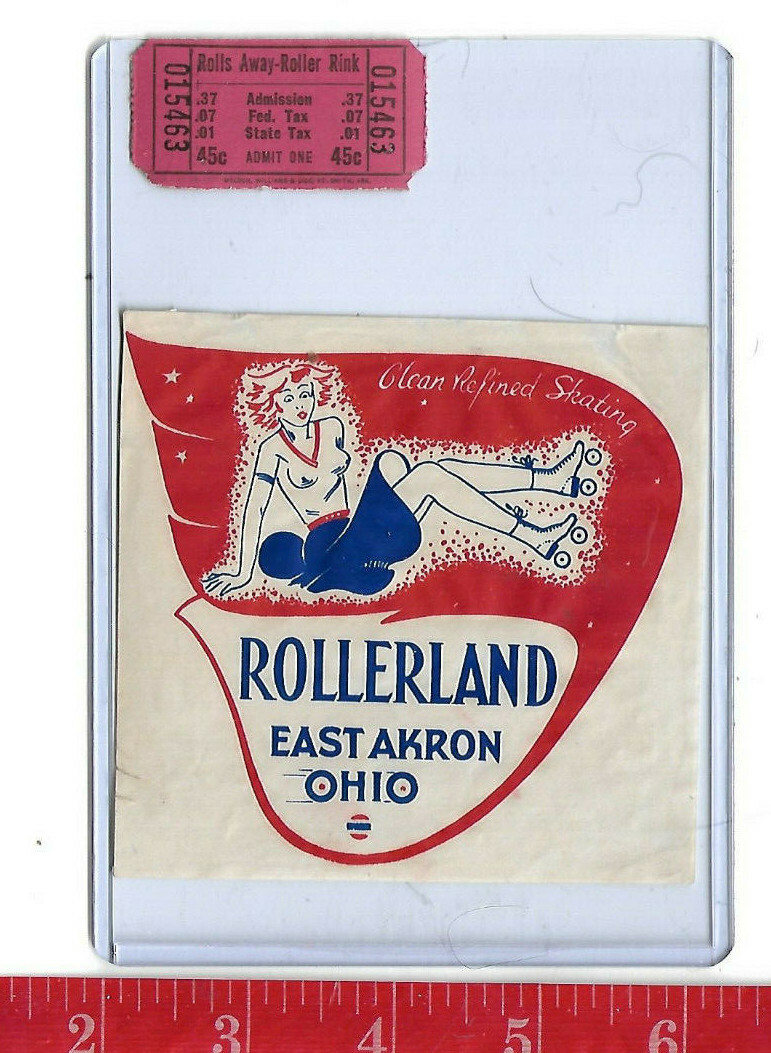 Rolls Away-Roller Rink
015463
.37 Admission .37
.07 Fed. Tax .07
.01 State Tax .01
45c ADMIT ONE 45c
015463
Clean Refined Skating
ROLLERLAND
EAST AKRON
OHIO
2 3 4 5 6